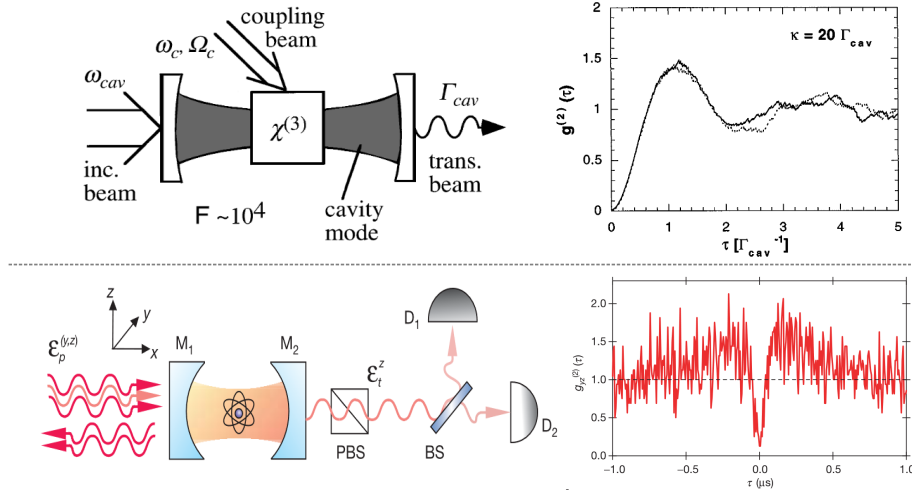 coupling
beam
ω_c, Ω_c
ω_cav
χ^(3)
Γ_cav
inc.
beam
F ~10^4
cavity
mode
trans.
beam
κ = 20 Γ_cav
g^(2) (τ)
2
1.5
1
0.5
0
0 1 2 3 4 5
τ [Γ_cav^-1]
z
y
x
ε_p^(y,z)
M_1
M_2
ε_t^z
PBS
BS
D_1
D_2
g_yz^(2) (τ)
2.0
1.5
1.0
0.5
0.0
-1.0 -0.5 0.0 0.5 1.0
τ (μs)